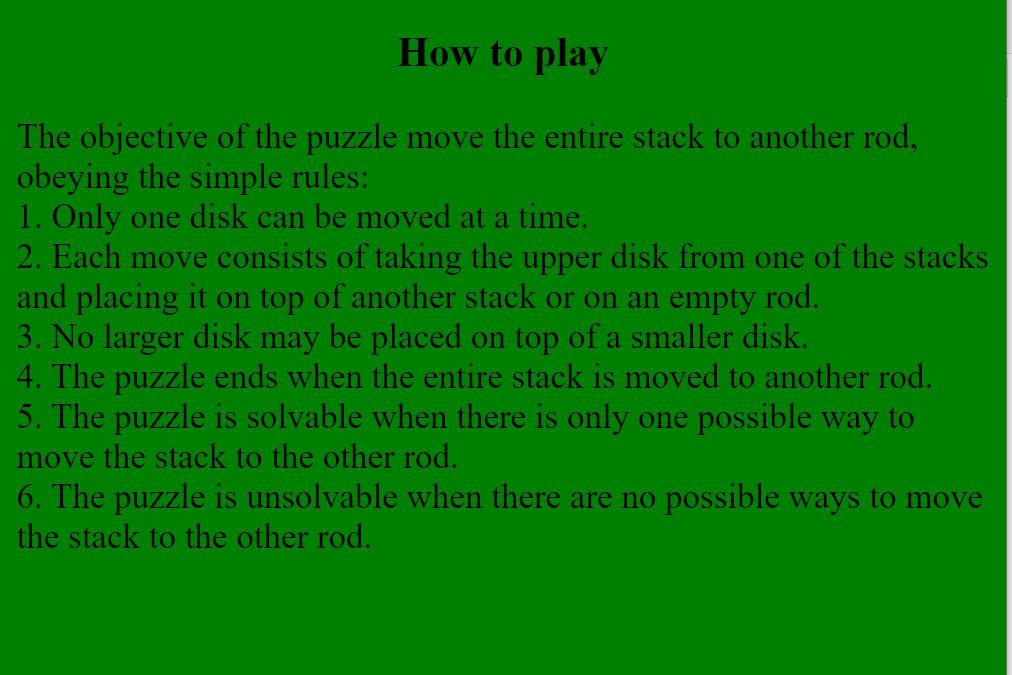 How to play
The objective of the puzzle move the entire stack to another rod,
obeying the simple rules:
1. Only one disk can be moved at a time.
2. Each move consists of taking the upper disk from one of the stacks
and placing it on top of another stack or on an empty rod.
3. No larger disk may be placed on top of a smaller disk.
4. The puzzle ends when the entire stack is moved to another rod.
5. The puzzle is solvable when there is only one possible way to
move the stack to the other rod.
6. The puzzle is unsolvable when there are no possible ways to move
the stack to the other rod.